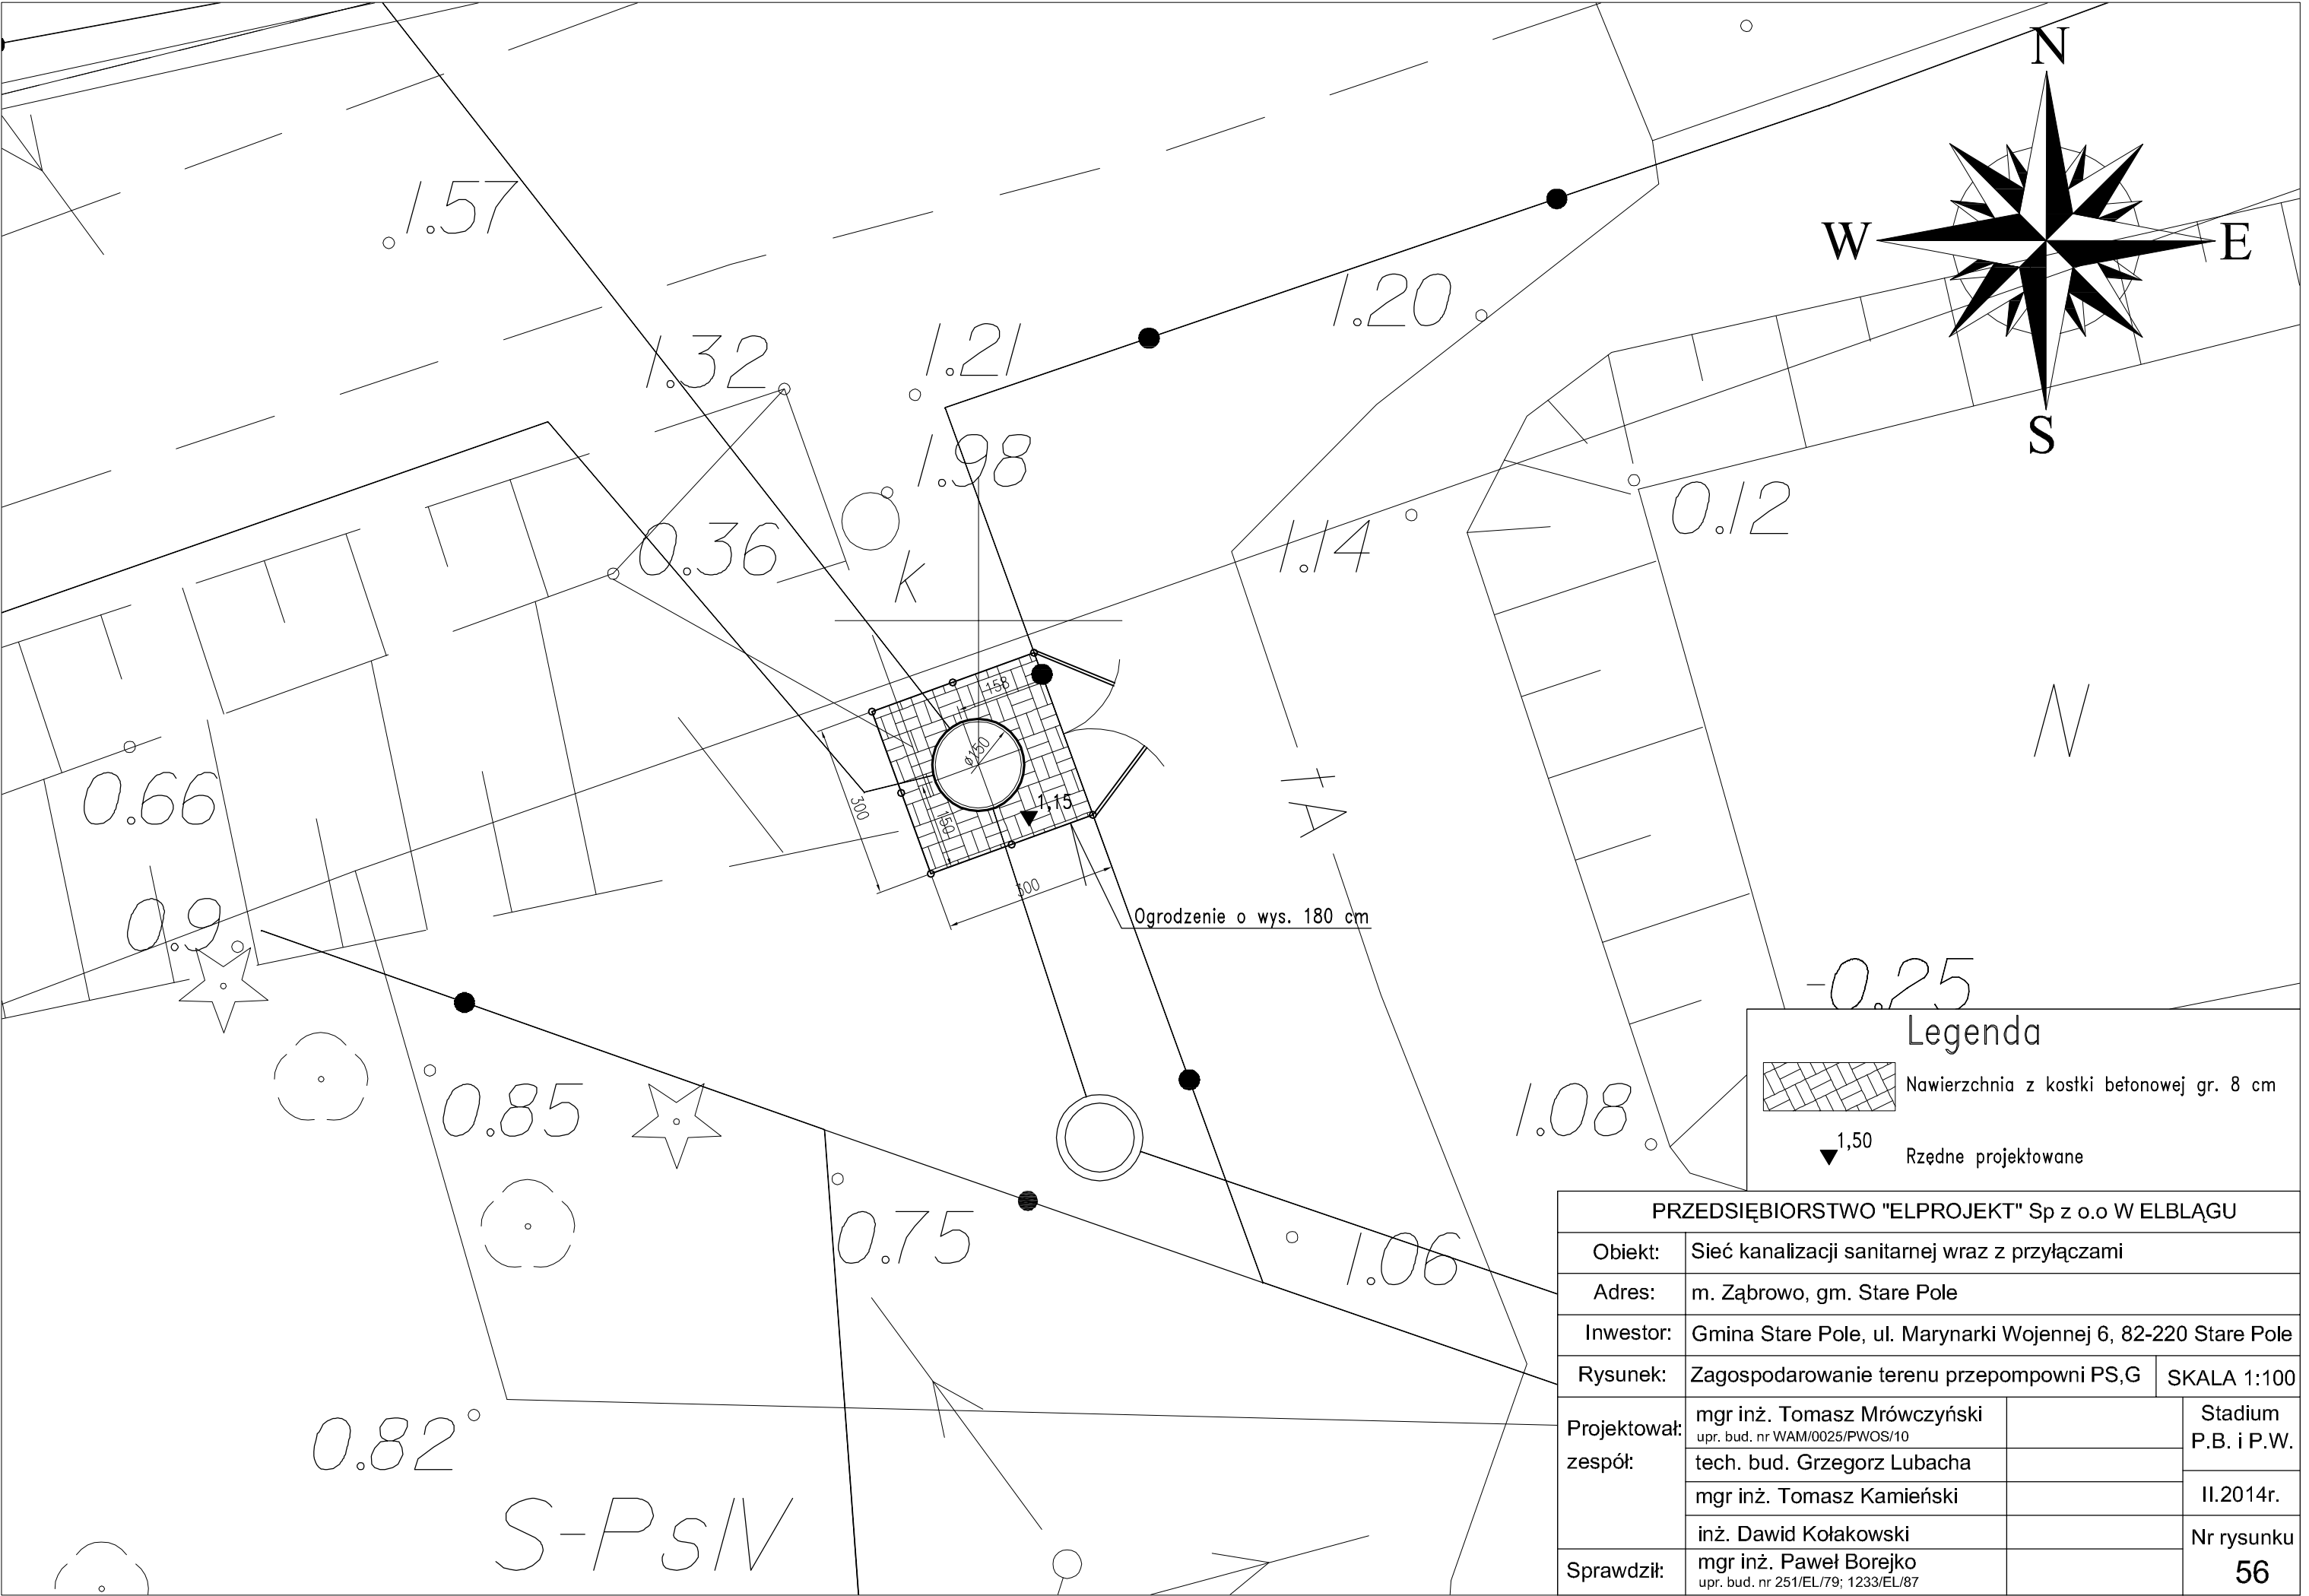 N
W
E
S
1.57
1.32
1.21
1.20
1.98
0.36
k
1.14
0.12
158
ø150
1,15
300
150
300
N
0.66
0.9
Ogrodzenie o wys. 180 cm
-0.25
0.85
1.08
0.75
1.06
0.82
S-PsN
Legenda
Nawierzchnia z kostki betonowej gr. 8 cm
1,50
Rzędne projektowane
PRZEDSIĘBIORSTWO "ELPROJEKT" Sp z o.o W ELBLĄGU
Obiekt: Sieć kanalizacji sanitarnej wraz z przyłączami
Adres: m. Ząbrowo, gm. Stare Pole
Inwestor: Gmina Stare Pole, ul. Marynarki Wojennej 6, 82-220 Stare Pole
Rysunek: Zagospodarowanie terenu przepompowni PS,G SKALA 1:100
Projektował: mgr inż. Tomasz Mrówczyński
upr. bud. nr WAM/0025/PWOS/10
Stadium
P.B. i P.W.
zespół: tech. bud. Grzegorz Lubacha
mgr inż. Tomasz Kamieński
II.2014r.
inż. Dawid Kołakowski
Nr rysunku
56
Sprawdził: mgr inż. Paweł Borejko
upr. bud. nr 251/EL/79; 1233/EL/87